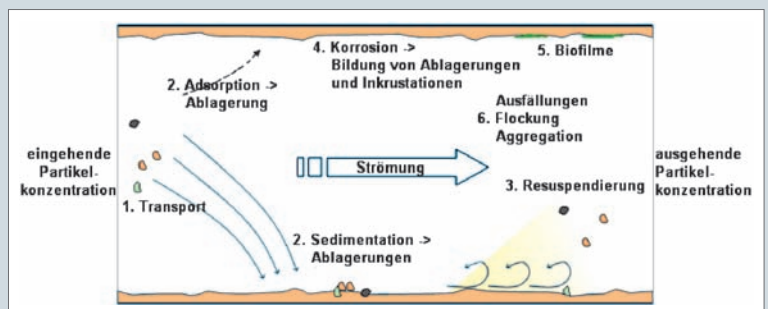 4. Korrosion ->
Bildung von Ablagerungen
und Inkrustationen
5. Biofilme
2. Adsorption ->
Ablagerung
Ausfällungen
6. Flockung
Aggregation
eingehende
Partikel-
konzentration
Strömung
ausgehende
Partikel-
konzentration
3. Resuspendierung
1. Transport
2. Sedimentation ->
Ablagerungen